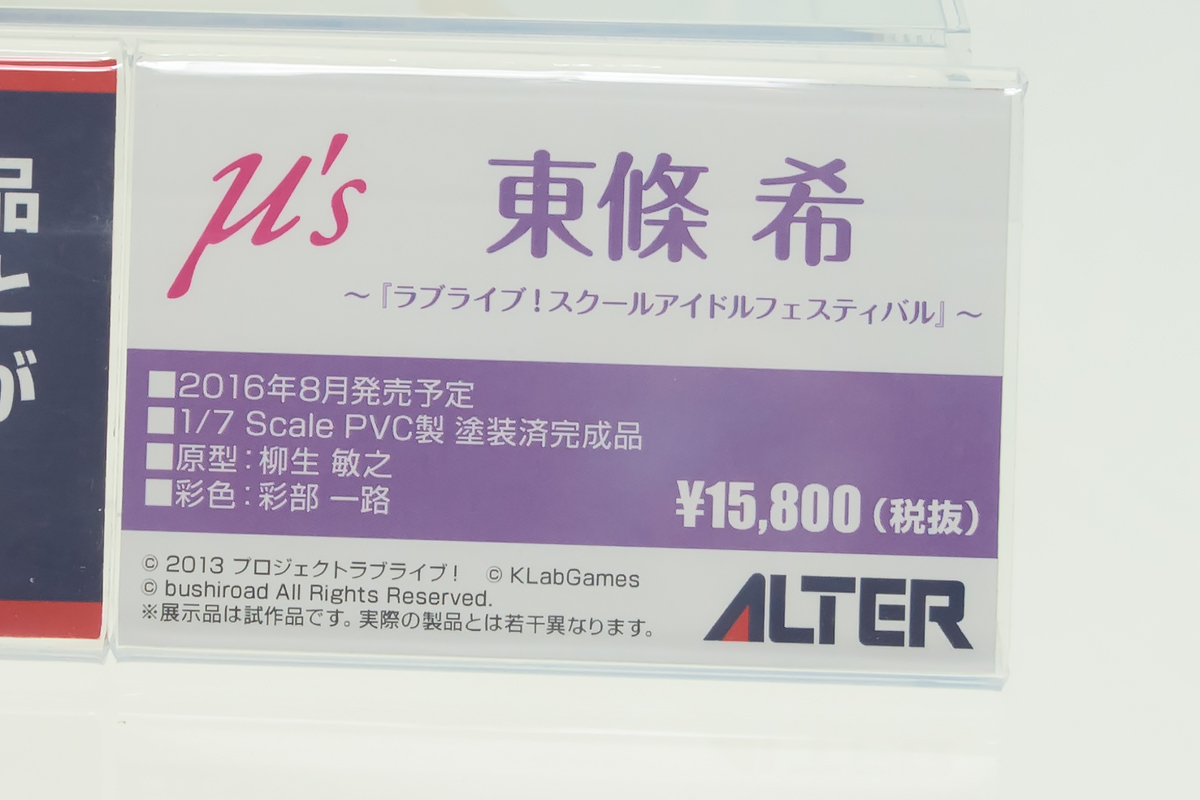 品
と
が
μ's
東條 希
～『ラブライブ!スクールアイドルフェスティバル』～
■2016年8月発売予定
■1/7 Scale PVC製 塗装済完成品
■原型：柳生 敏之
■彩色：彩部 一路
¥15,800（税抜）
© 2013 プロジェクトラブライブ！ © KLabGames
© bushiroad All Rights Reserved.
※展示品は試作品です。実際の製品とは若干異なります。
ALTER